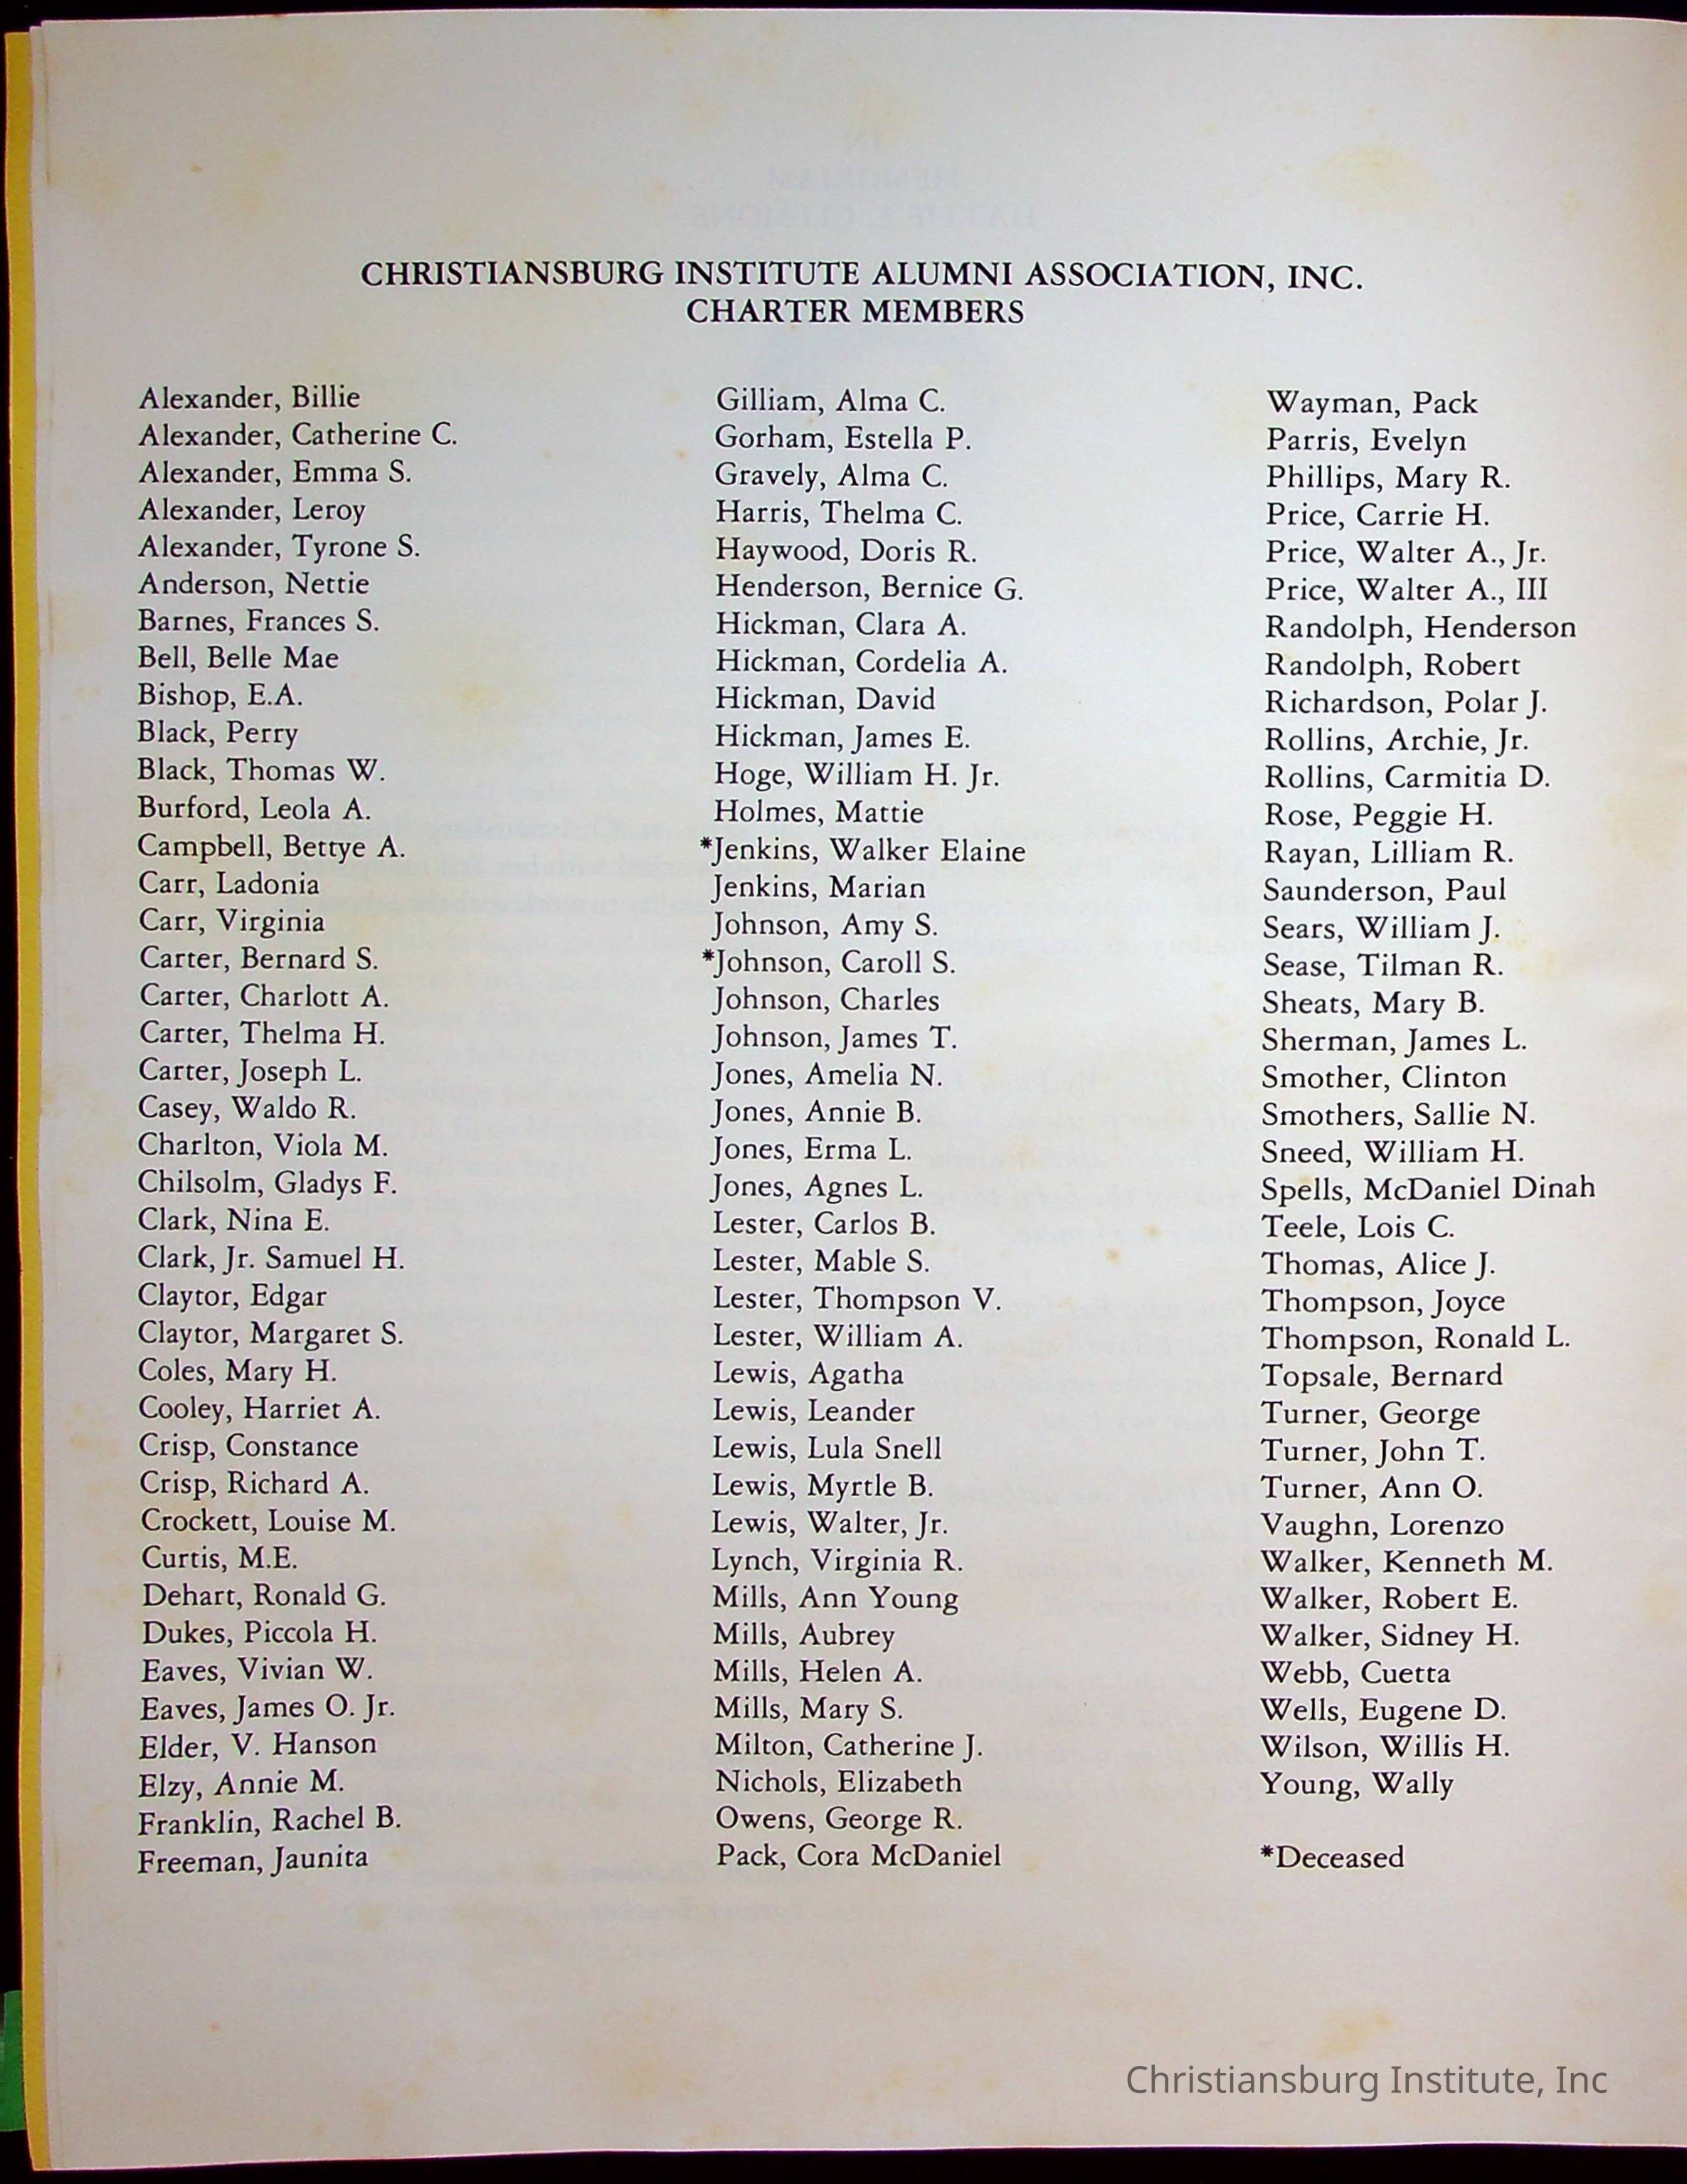 CHRISTIANSBURG INSTITUTE ALUMNI ASSOCIATION, INC.
CHARTER MEMBERS
Alexander, Billie
Alexander, Catherine C.
Alexander, Emma S.
Alexander, Leroy
Alexander, Tyrone S.
Anderson, Nettie
Barnes, Frances S.
Bell, Belle Mae
Bishop, E.A.
Black, Perry
Black, Thomas W.
Burford, Leola A.
Campbell, Bettye A.
Carr, Ladonia
Carr, Virginia
Carter, Bernard S.
Carter, Charlott A.
Carter, Thelma H.
Carter, Joseph L.
Casey, Waldo R.
Charlton, Viola M.
Chilsolm, Gladys F.
Clark, Nina E.
Clark, Jr. Samuel H.
Claytor, Edgar
Claytor, Margaret S.
Coles, Mary H.
Cooley, Harriet A.
Crisp, Constance
Crisp, Richard A.
Crockett, Louise M.
Curtis, M.E.
Dehart, Ronald G.
Dukes, Piccola H.
Eaves, Vivian W.
Eaves, James O. Jr.
Elder, V. Hanson
Elzy, Annie M.
Franklin, Rachel B.
Freeman, Jaunita
Gilliam, Alma C.
Gorham, Estella P.
Gravely, Alma C.
Harris, Thelma C.
Haywood, Doris R.
Henderson, Bernice G.
Hickman, Clara A.
Hickman, Cordelia A.
Hickman, David
Hickman, James E.
Hoge, William H. Jr.
Holmes, Mattie
*Jenkins, Walker Elaine
Jenkins, Marian
Johnson, Amy S.
*Johnson, Caroll S.
Johnson, Charles
Johnson, James T.
Jones, Amelia N.
Jones, Annie B.
Jones, Erma L.
Jones, Agnes L.
Lester, Carlos B.
Lester, Mable S.
Lester, Thompson V.
Lester, William A.
Lewis, Agatha
Lewis, Leander
Lewis, Lula Snell
Lewis, Myrtle B.
Lewis, Walter, Jr.
Lynch, Virginia R.
Mills, Ann Young
Mills, Aubrey
Mills, Helen A.
Mills, Mary S.
Milton, Catherine J.
Nichols, Elizabeth
Owens, George R.
Pack, Cora McDaniel
Wayman, Pack
Parris, Evelyn
Phillips, Mary R.
Price, Carrie H.
Price, Walter A., Jr.
Price, Walter A., III
Randolph, Henderson
Randolph, Robert
Richardson, Polar J.
Rollins, Archie, Jr.
Rollins, Carmitia D.
Rose, Peggie H.
Rayan, Lilliam R.
Saunderson, Paul
Sears, William J.
Sease, Tilman R.
Sheats, Mary B.
Sherman, James L.
Smother, Clinton
Smothers, Sallie N.
Sneed, William H.
Spells, McDaniel Dinah
Teele, Lois C.
Thomas, Alice J.
Thompson, Joyce
Thompson, Ronald L.
Topsale, Bernard
Turner, George
Turner, John T.
Turner, Ann O.
Vaughn, Lorenzo
Walker, Kenneth M.
Walker, Robert E.
Walker, Sidney H.
Webb, Cuetta
Wells, Eugene D.
Wilson, Willis H.
Young, Wally
*Deceased
Christiansburg Institute, Inc